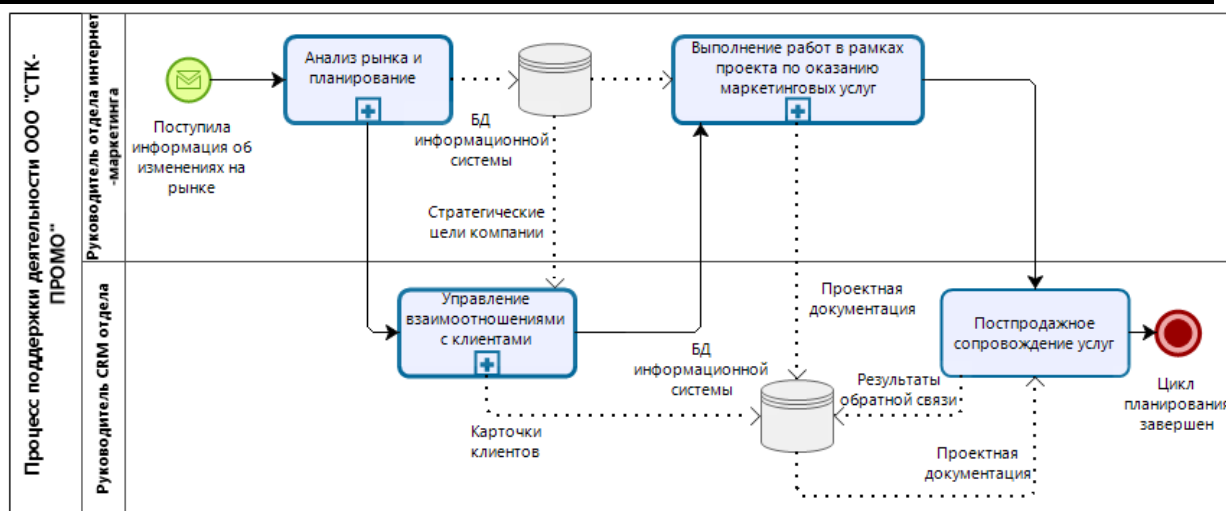 Процесс поддержки деятельности ООО "СТК-
ПРОМО"
Руководитель отдела интернет
-маркетинга
Руководитель CRM отдела
Поступила
информация об
изменениях на
рынке
Анализ рынка и
планирование
БД
информационной
системы
Стратегические
цели компании
Выполнение работ в рамках
проекта по оказанию
маркетинговых услуг
Управление
взаимоотношениями
с клиентами
Карточки
клиентов
БД
информационной
системы
Проектная
документация
Результаты
обратной связи
Проектная
документация
Постпродажное
сопровождение услуг
Цикл
планирования
завершен